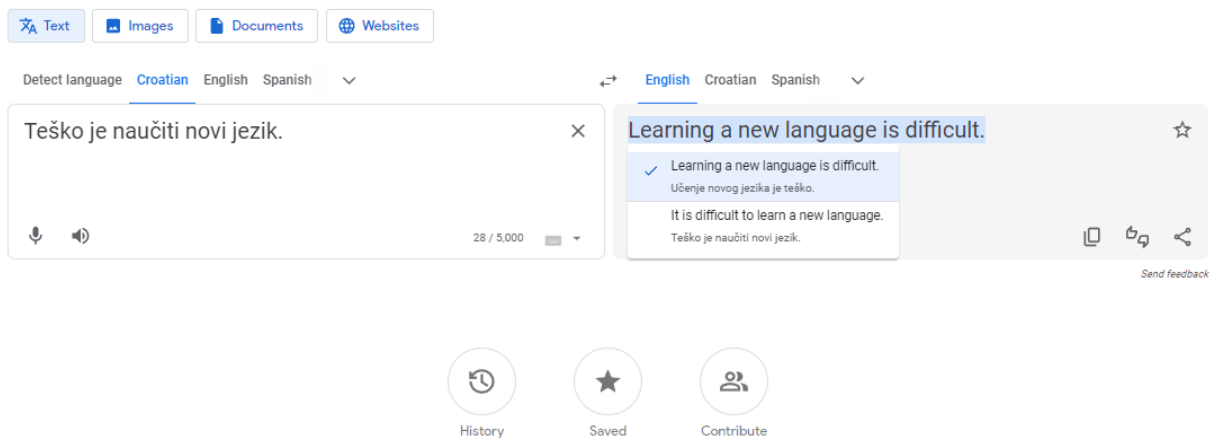 Text Images Documents Websites
Detect language Croatian English Spanish English Croatian Spanish
Teško je naučiti novi jezik.
Learning a new language is difficult.
Learning a new language is difficult.
Učenje novog jezika je teško.
It is difficult to learn a new language.
Teško je naučiti novi jezik.
28 / 5,000
Send feedback
History Saved Contribute